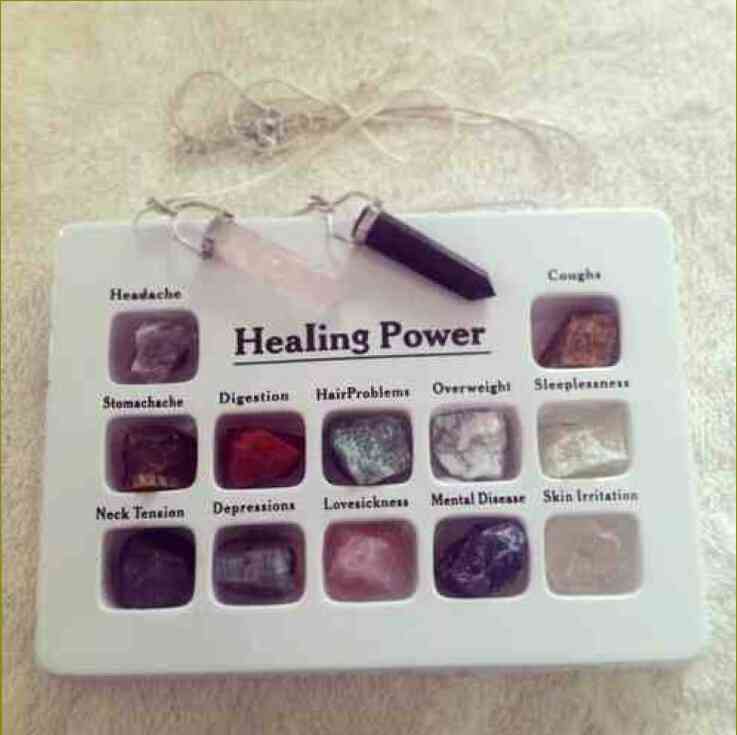 Headache
Coughs
Healing Power
Stomachache Digestion HairProblems Overweight Sleeplessness
Neck Tension Depressions Lovesickness Mental Disease Skin Irritation